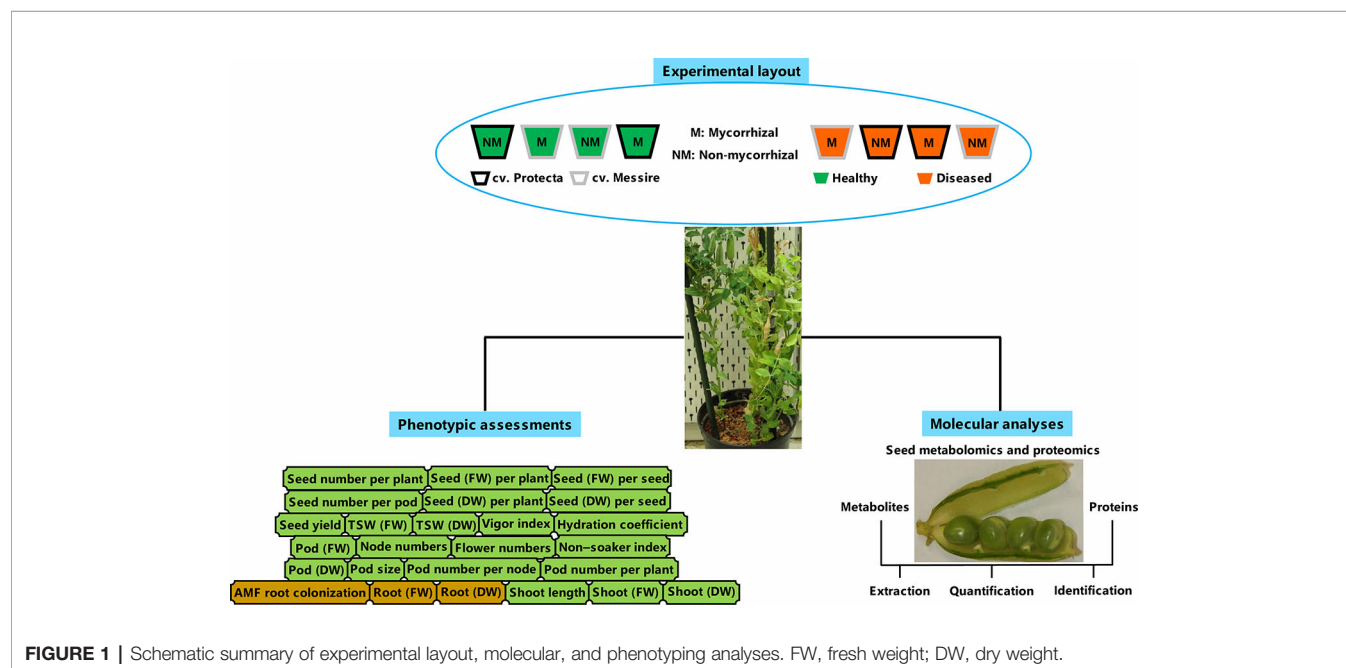 Experimental layout
NM M NM M
M: Mycorrhizal
NM: Non-mycorrhizal
M NM M NM
cv. Protecta cv. Messire
Healthy Diseased
Phenotypic assessments
Seed number per plant Seed (FW) per plant Seed (FW) per seed
Seed number per pod Seed (DW) per plant Seed (DW) per seed
Seed yield TSW (FW) TSW (DW) Vigor index Hydration coefficient
Pod (FW) Node numbers Flower numbers Non–soaker index
Pod (DW) Pod size Pod number per node Pod number per plant
AMF root colonization Root (FW) Root (DW) Shoot length Shoot (FW) Shoot (DW)
Molecular analyses
Seed metabolomics and proteomics
Metabolites Proteins
Extraction Quantification Identification
FIGURE 1 | Schematic summary of experimental layout, molecular, and phenotyping analyses. FW, fresh weight; DW, dry weight.